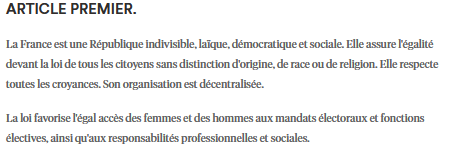 ARTICLE PREMIER.
La France est une République indivisible, laïque, démocratique et sociale. Elle assure l'égalité
devant la loi de tous les citoyens sans distinction d'origine, de race ou de religion. Elle respecte
toutes les croyances. Son organisation est décentralisée.
La loi favorise l'égal accès des femmes et des hommes aux mandats électoraux et fonctions
électives, ainsi qu'aux responsabilités professionnelles et sociales.